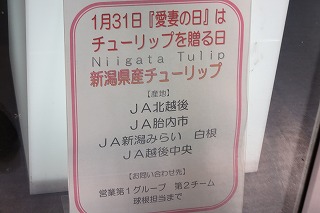 1月31日『愛妻の日』は
チューリップを贈る日
Niigata Tulip
新潟県産チューリップ
【産地】
JA北越後
JA胎内市
JA新潟みらい 白根
JA越後中央
【お問い合わせ先】
営業第1グループ 第2チーム
球根担当まで